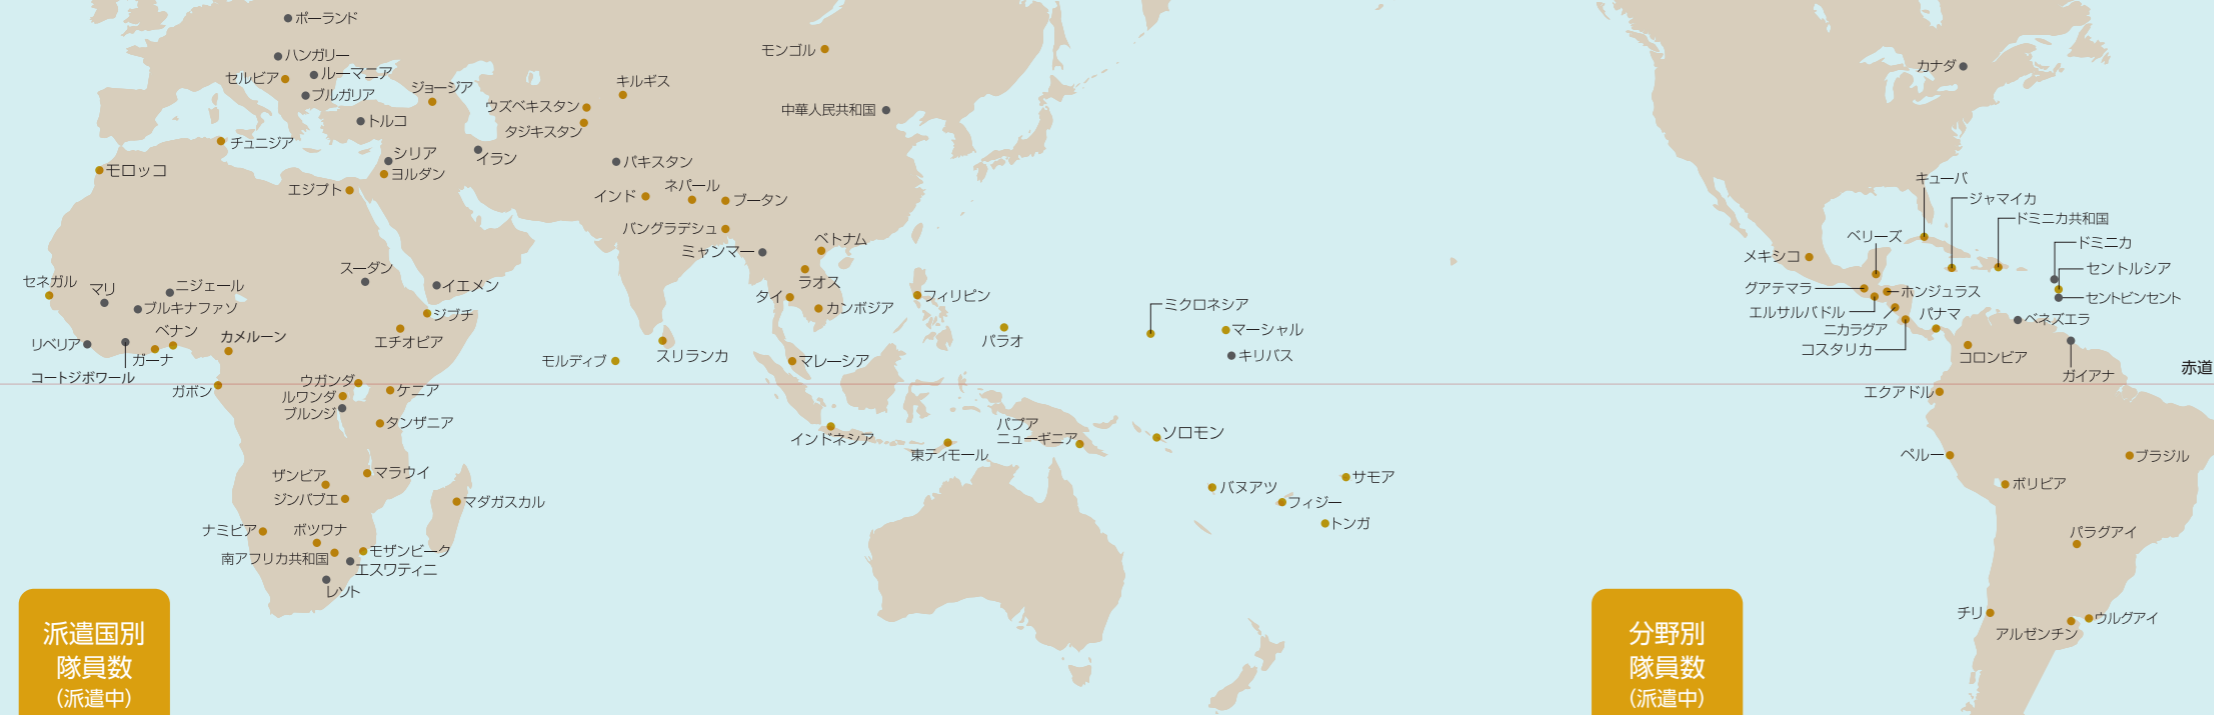 ポーランド
ハンガリー
セルビア
ルーマニア
ブルガリア
ジョージア
トルコ
チュニジア
モロッコ
シリア
ヨルダン
エジプト
イラン
キルギス
ウズベキスタン
タジキスタン
パキスタン
モンゴル
中華人民共和国
インド
ネパール
ブータン
バングラデシュ
ミャンマー
ベトナム
ラオス
タイ
カンボジア
フィリピン
セネガル
マリ
ニジェール
ブルキナファソ
ベナン
リベリア
コートジボワール
ガーナ
カメルーン
ガボン
スーダン
イエメン
ジブチ
エチオピア
ウガンダ
ルワンダ
ブルンジ
ケニア
タンザニア
ザンビア
マラウイ
ジンバブエ
マダガスカル
ナミビア
ボツワナ
南アフリカ共和国
モザンビーク
エスワティニ
レソト
モルディブ
スリランカ
マレーシア
パラオ
ミクロネシア
マーシャル
キリバス
インドネシア
東ティモール
パプア
ニューギニア
ソロモン
バヌアツ
フィジー
サモア
トンガ
カナダ
キューバ
ジャマイカ
ドミニカ共和国
ドミニカ
セントルシア
セントビンセント
メキシコ
ベリーズ
グアテマラ
ホンジュラス
エルサルバドル
ニカラグア
コスタリカ
パナマ
ベネズエラ
コロンビア
ガイアナ
赤道
エクアドル
ペルー
ブラジル
ボリビア
パラグアイ
チリ
アルゼンチン
ウルグアイ
派遣国別
隊員数
（派遣中）
分野別
隊員数
（派遣中）